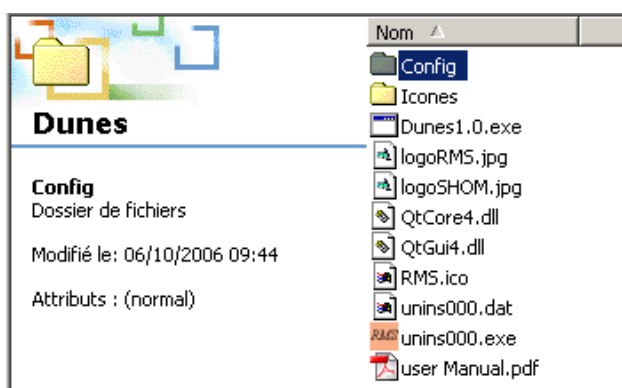 Dunes
Config
Dossier de fichiers
Modifié le: 06/10/2006 09:44
Attributs : (normal)
Nom
Config
Icones
Dunes1.0.exe
logoRMS.jpg
logoSHOM.jpg
QtCore4.dll
QtGui4.dll
RMS.ico
unins000.dat
RMS unins000.exe
user Manual.pdf